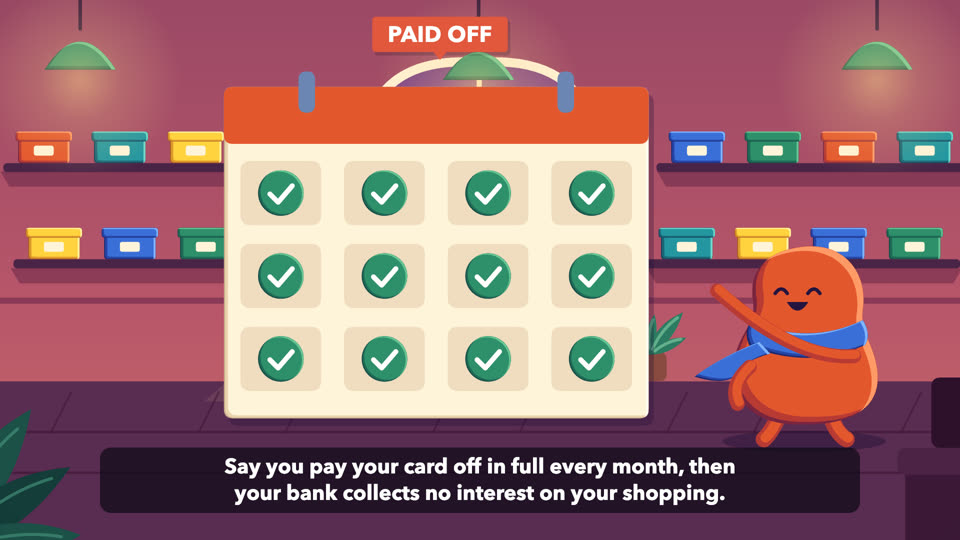 PAID OFF
Say you pay your card off in full every month, then
your bank collects no interest on your shopping.